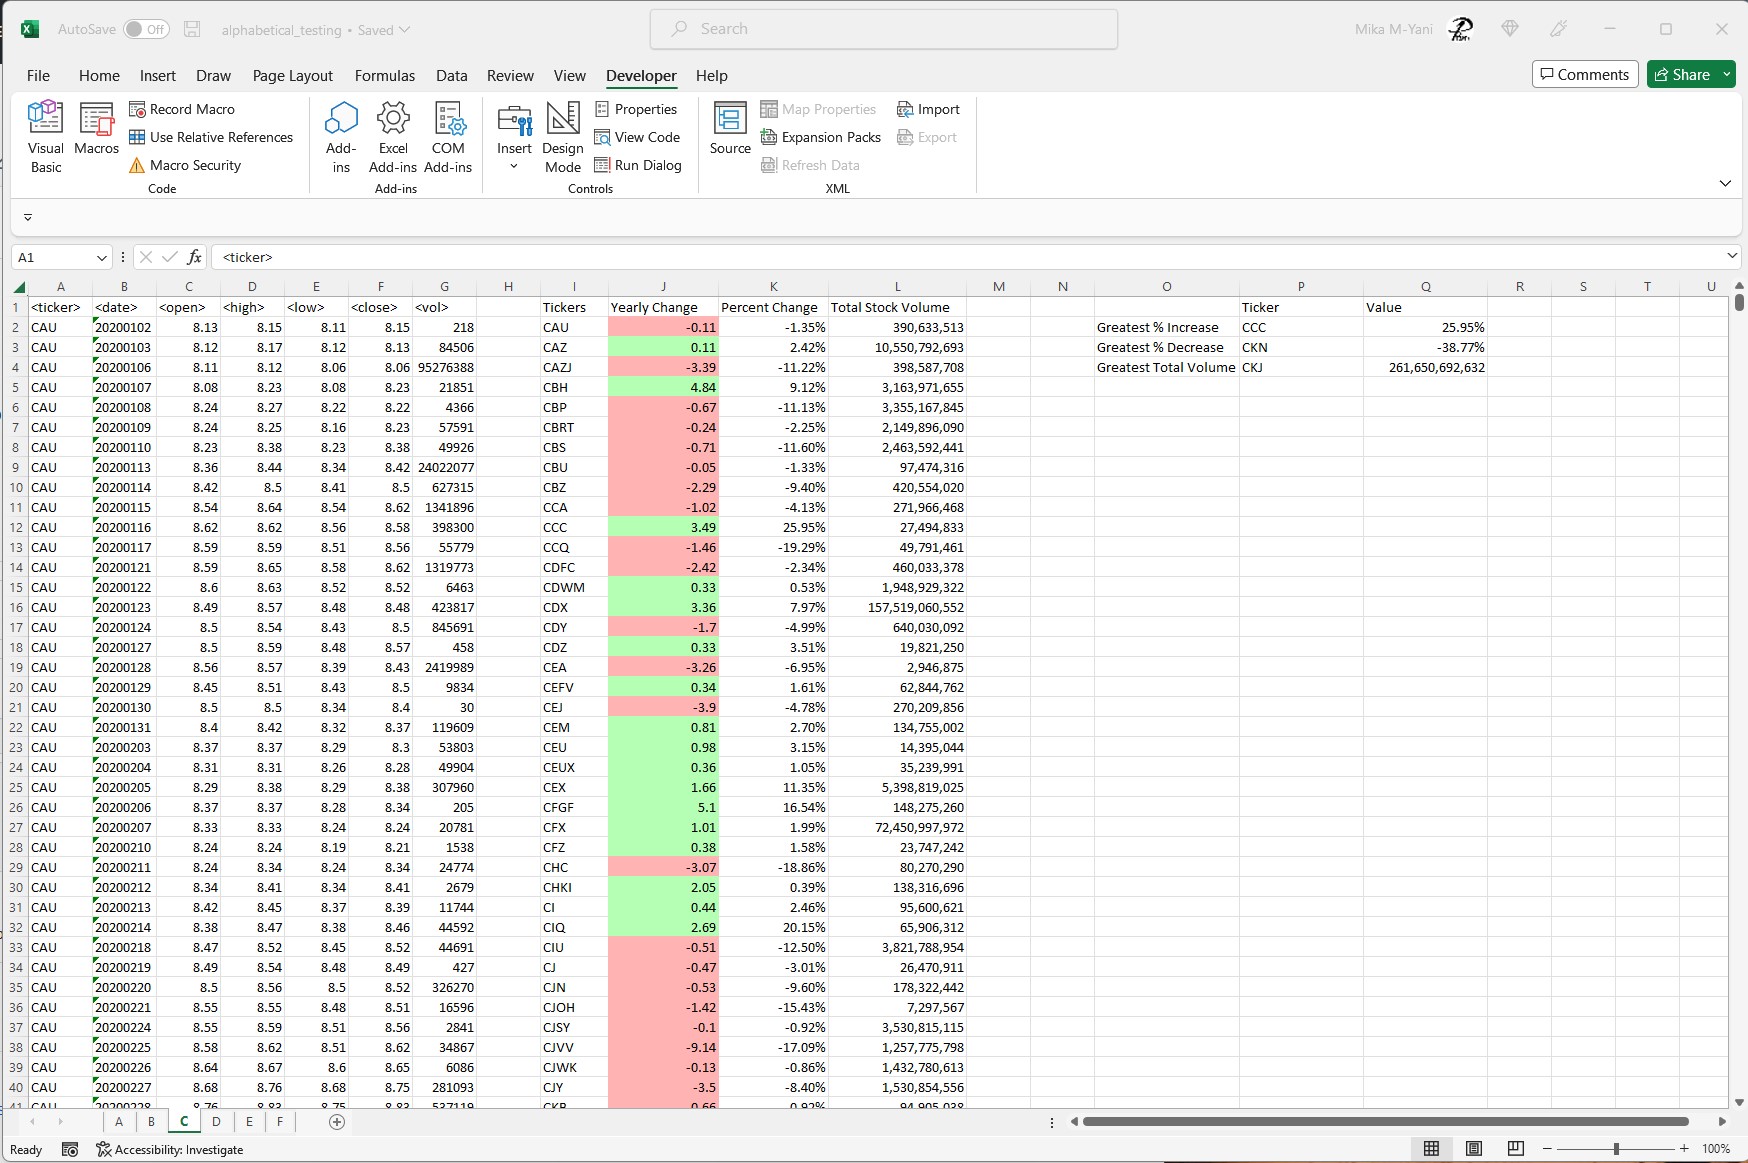 AutoSave Off alphabetical_testing • Saved Search Mika M-Yani
File Home Insert Draw Page Layout Formulas Data Review View Developer Help Comments Share
Visual Basic Macros Record Macro Use Relative References Macro Security Code
Add-ins Excel Add-ins COM Add-ins Add-ins
Insert Design Mode Properties View Code Run Dialog Controls
Source Map Properties Expansion Packs Refresh Data Import Export XML
A1 fx <ticker>
A B C D E F G H I J K L M N O P Q R S T U
1 <ticker> <date> <open> <high> <low> <close> <vol> Tickers Yearly Change Percent Change Total Stock Volume Ticker Value
2 CAU 20200102 8.13 8.15 8.11 8.15 218 CAU -0.11 -1.35% 390,633,513 Greatest % Increase CCC 25.95%
3 CAU 20200103 8.12 8.17 8.12 8.13 84506 CAZ 0.11 2.42% 10,550,792,693 Greatest % Decrease CKN -38.77%
4 CAU 20200106 8.11 8.12 8.06 8.06 95276388 CAZJ -3.39 -11.22% 398,587,708 Greatest Total Volume CKJ 261,650,692,632
5 CAU 20200107 8.08 8.23 8.08 8.23 21851 CBH 4.84 9.12% 3,163,971,655
6 CAU 20200108 8.24 8.27 8.22 8.22 4366 CBP -0.67 -11.13% 3,355,167,845
7 CAU 20200109 8.24 8.25 8.16 8.23 57591 CBRT -0.24 -2.25% 2,149,896,090
8 CAU 20200110 8.23 8.38 8.23 8.38 49926 CBS -0.71 -11.60% 2,463,592,441
9 CAU 20200113 8.36 8.44 8.34 8.42 24022077 CBU -0.05 -1.33% 97,474,316
10 CAU 20200114 8.42 8.5 8.41 8.5 627315 CBZ -2.29 -9.40% 420,554,020
11 CAU 20200115 8.54 8.64 8.54 8.62 1341896 CCA -1.02 -4.13% 271,966,468
12 CAU 20200116 8.62 8.62 8.56 8.58 398300 CCC 3.49 25.95% 27,494,833
13 CAU 20200117 8.59 8.59 8.51 8.56 55779 CCQ -1.46 -19.29% 49,791,461
14 CAU 20200121 8.59 8.65 8.58 8.62 1319773 CDFC -2.42 -2.34% 460,033,378
15 CAU 20200122 8.6 8.63 8.52 8.52 6463 CDWM 0.33 0.53% 1,948,929,322
16 CAU 20200123 8.49 8.57 8.48 8.48 423817 CDX 3.36 7.97% 157,519,060,552
17 CAU 20200124 8.5 8.54 8.43 8.5 845691 CDY -1.7 -4.99% 640,030,092
18 CAU 20200127 8.5 8.59 8.48 8.57 458 CDZ 0.33 3.51% 19,821,250
19 CAU 20200128 8.56 8.57 8.39 8.43 2419989 CEA -3.26 -6.95% 2,946,875
20 CAU 20200129 8.45 8.51 8.43 8.5 9834 CEFV 0.34 1.61% 62,844,762
21 CAU 20200130 8.5 8.5 8.34 8.4 30 CEJ -3.9 -4.78% 270,209,856
22 CAU 20200131 8.4 8.42 8.32 8.37 119609 CEM 0.81 2.70% 134,755,002
23 CAU 20200203 8.37 8.37 8.29 8.3 53803 CEU 0.98 3.15% 14,395,044
24 CAU 20200204 8.31 8.31 8.26 8.28 49904 CEUX 0.36 1.05% 35,239,991
25 CAU 20200205 8.29 8.38 8.29 8.38 307960 CEX 1.66 11.35% 5,398,819,025
26 CAU 20200206 8.37 8.37 8.28 8.34 205 CFGF 5.1 16.54% 148,275,260
27 CAU 20200207 8.33 8.33 8.24 8.24 20781 CFX 1.01 1.99% 72,450,997,972
28 CAU 20200210 8.24 8.24 8.19 8.21 1538 CFZ 0.38 1.58% 23,747,242
29 CAU 20200211 8.24 8.34 8.24 8.34 24774 CHC -3.07 -18.86% 80,270,290
30 CAU 20200212 8.34 8.41 8.34 8.41 2679 CHKI 2.05 0.39% 138,316,696
31 CAU 20200213 8.42 8.45 8.37 8.39 11744 CI 0.44 2.46% 95,600,621
32 CAU 20200214 8.38 8.47 8.38 8.46 44592 CIQ 2.69 20.15% 65,906,312
33 CAU 20200218 8.47 8.52 8.45 8.52 44691 CIU -0.51 -12.50% 3,821,788,954
34 CAU 20200219 8.49 8.54 8.48 8.49 427 CJ -0.47 -3.01% 26,470,911
35 CAU 20200220 8.5 8.56 8.5 8.52 326270 CJN -0.53 -9.60% 178,322,442
36 CAU 20200221 8.55 8.55 8.48 8.51 16596 CJOH -1.42 -15.43% 7,297,567
37 CAU 20200224 8.55 8.59 8.51 8.56 2841 CJSY -0.1 -0.92% 3,530,815,115
38 CAU 20200225 8.58 8.62 8.51 8.62 34867 CJVV -9.14 -17.09% 1,257,775,798
39 CAU 20200226 8.64 8.67 8.6 8.65 6086 CJWK -0.13 -0.86% 1,432,780,613
40 CAU 20200227 8.68 8.76 8.68 8.75 281093 CJY -3.5 -8.40% 1,530,854,556
A B C D E F
Ready Accessibility: Investigate 100%